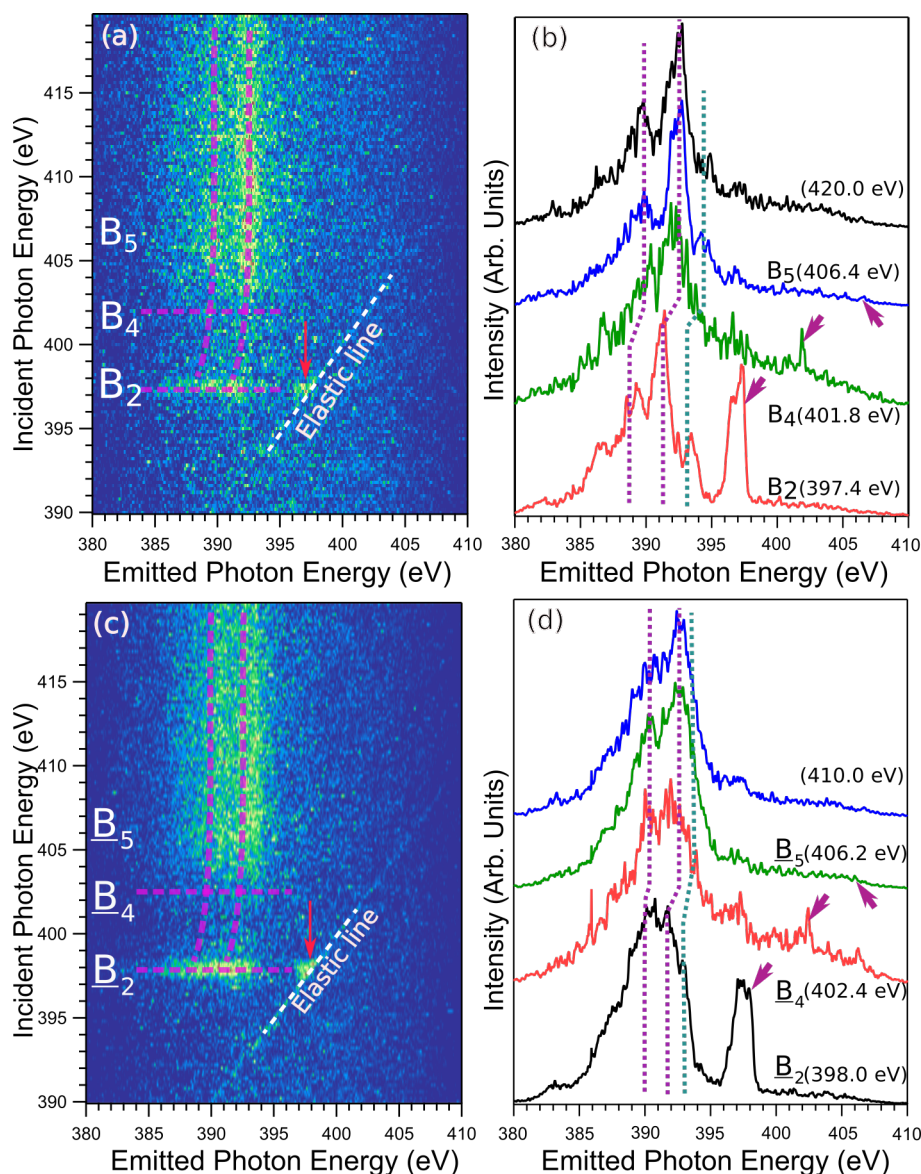 (a)
Incident Photon Energy (eV)
415
410
405
400
395
390
B5
B4
B2
Elastic line
380 385 390 395 400 405 410
Emitted Photon Energy (eV)
(b)
Intensity (Arb. Units)
(420.0 eV)
B5(406.4 eV)
B4(401.8 eV)
B2(397.4 eV)
380 385 390 395 400 405 410
Emitted Photon Energy (eV)
(c)
Incident Photon Energy (eV)
415
410
405
400
395
390
B5
B4
B2
Elastic line
380 385 390 395 400 405 410
Emitted Photon Energy (eV)
(d)
Intensity (Arb. Units)
(410.0 eV)
B5(406.2 eV)
B4(402.4 eV)
B2(398.0 eV)
380 385 390 395 400 405 410
Emitted Photon Energy (eV)